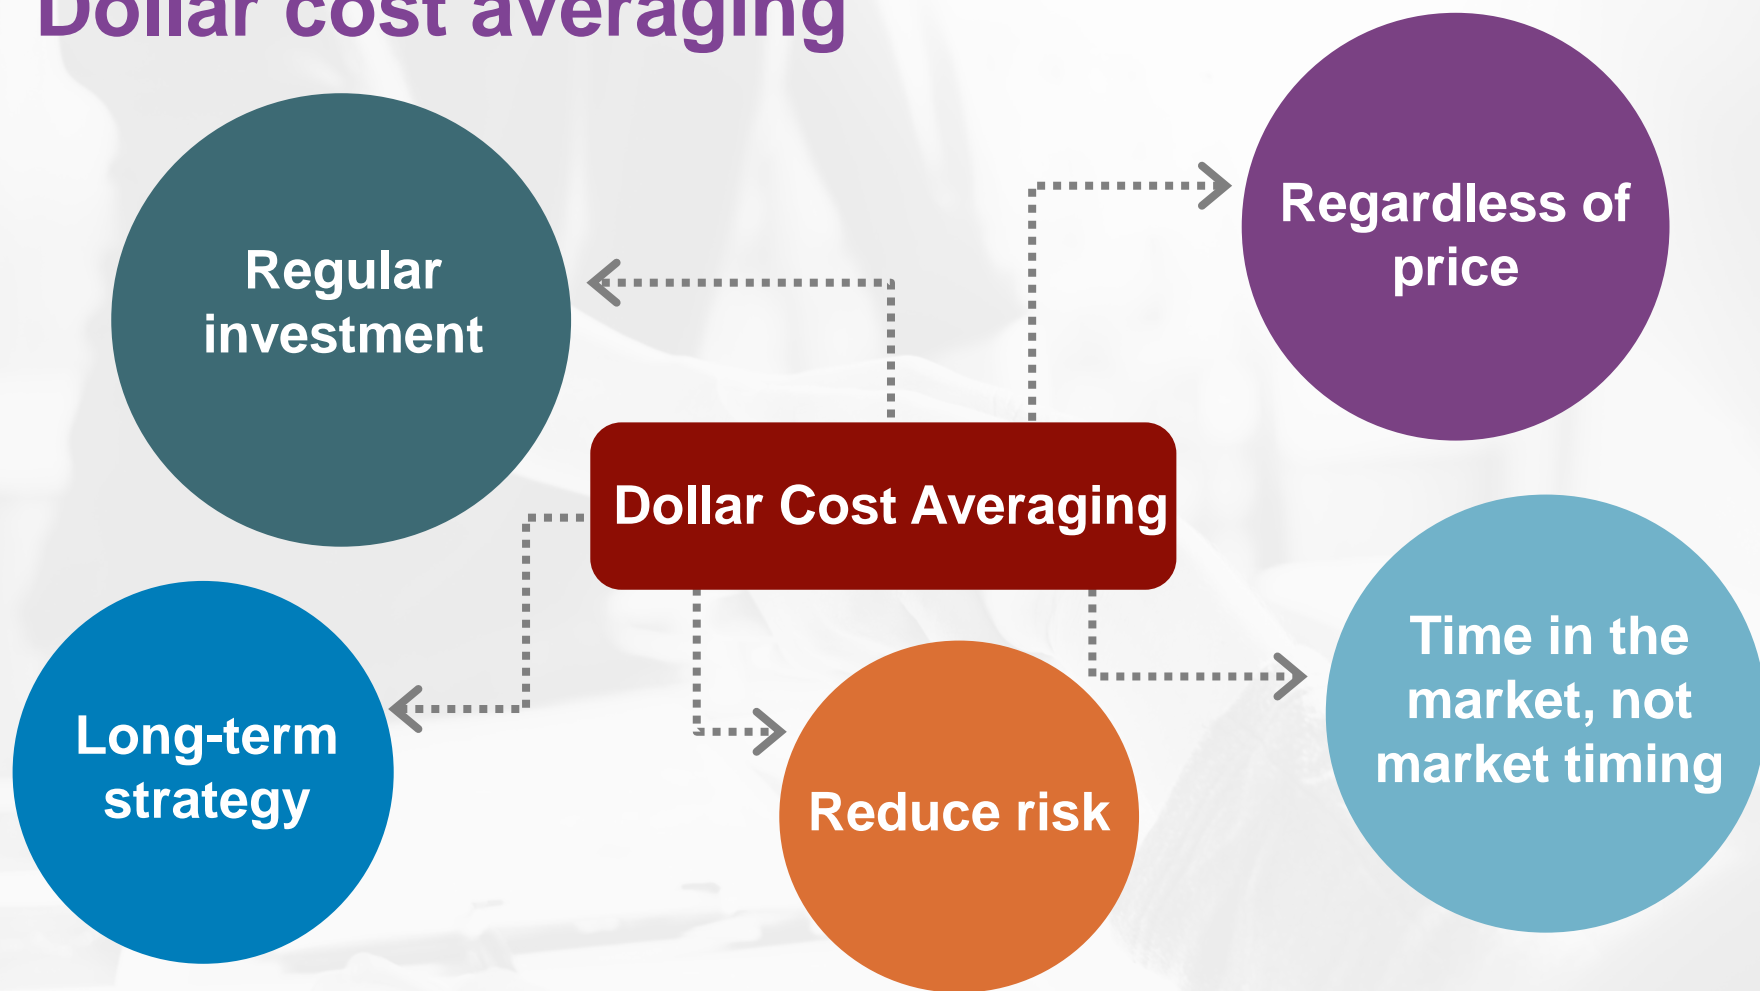 Dollar cost averaging
Regardless of
price
Regular
investment
Dollar Cost Averaging
Time in the
market, not
market timing
Long-term
strategy
Reduce risk